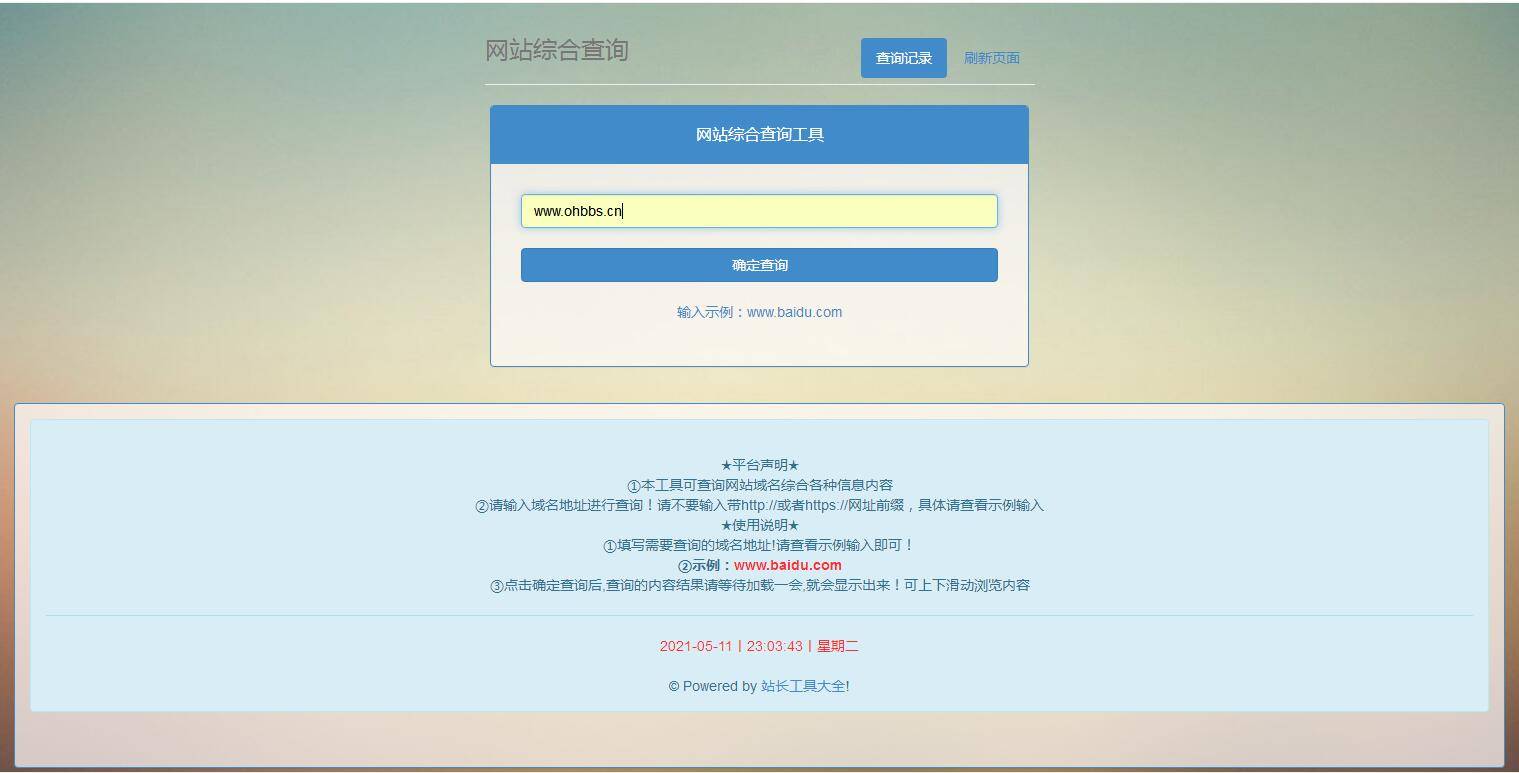 网站综合查询
查询记录
刷新页面
网站综合查询工具
www.ohbbs.cn
确定查询
输入示例：www.baidu.com
★平台声明★
①本工具可查询网站域名综合各种信息内容
②请输入域名地址进行查询！请不要输入带http://或者https://网址前缀，具体请查看示例输入
★使用说明★
①填写需要查询的域名地址!请查看示例输入即可！
②示例：www.baidu.com
③点击确定查询后,查询的内容结果请等待加载一会,就会显示出来！可上下滑动浏览内容
2021-05-11丨23:03:43丨星期二
© Powered by 站长工具大全!